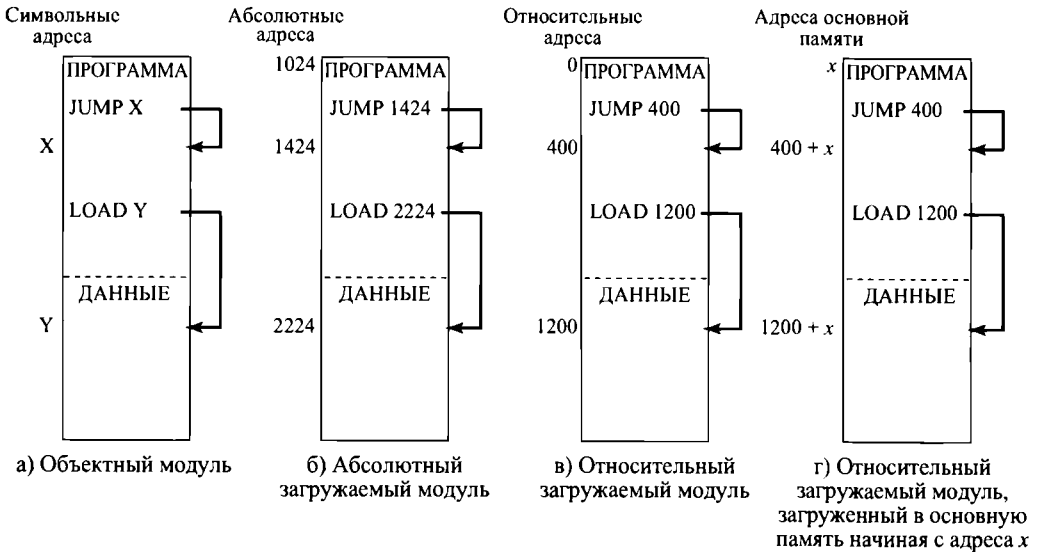 Символьные
адреса
ПРОГРАММА
JUMP X
X
LOAD Y
ДАННЫЕ
Y
а) Объектный модуль
Абсолютные
адреса
1024
ПРОГРАММА
JUMP 1424
1424
LOAD 2224
ДАННЫЕ
2224
б) Абсолютный
загружаемый модуль
Относительные
адреса
0
ПРОГРАММА
JUMP 400
400
LOAD 1200
ДАННЫЕ
1200
в) Относительный
загружаемый модуль
Адреса основной
памяти
x
ПРОГРАММА
JUMP 400
400 + x
LOAD 1200
ДАННЫЕ
1200 + x
г) Относительный
загружаемый модуль,
загруженный в основную
память начиная с адреса x